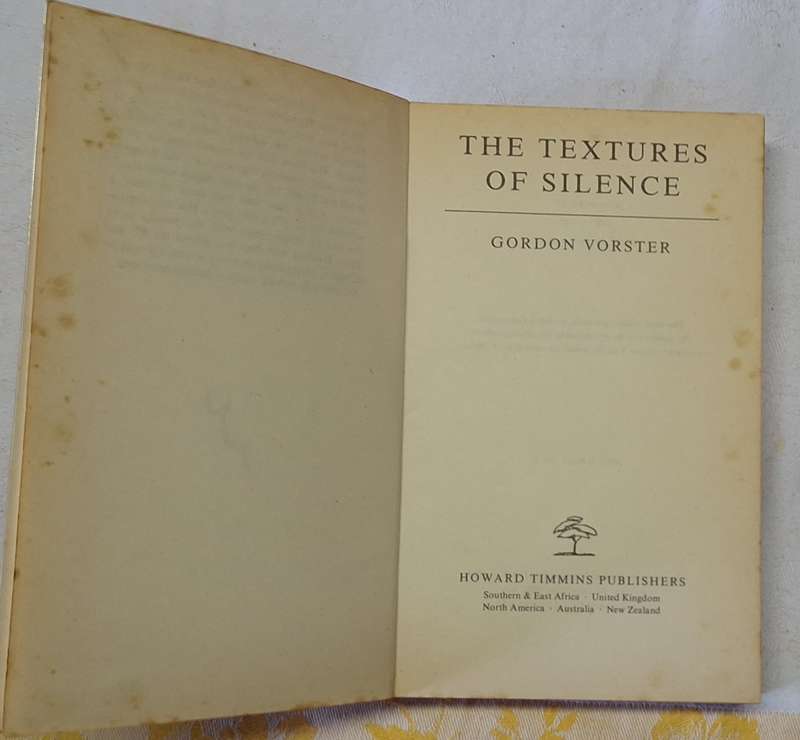 THE TEXTURES
OF SILENCE
GORDON VORSTER
HOWARD TIMMINS PUBLISHERS
Southern & East Africa · United Kingdom
North America · Australia · New Zealand